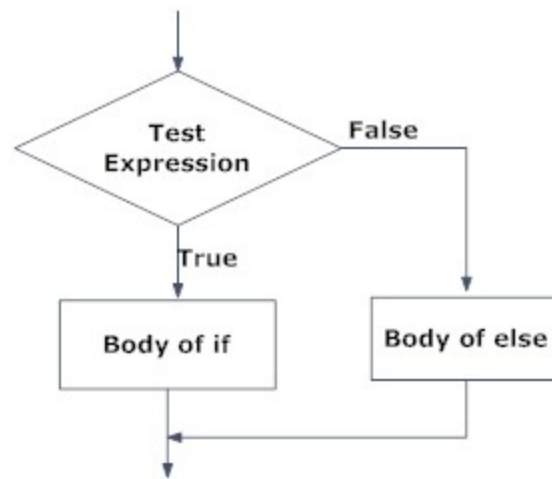 Test
Expression
False
True
Body of if
Body of else